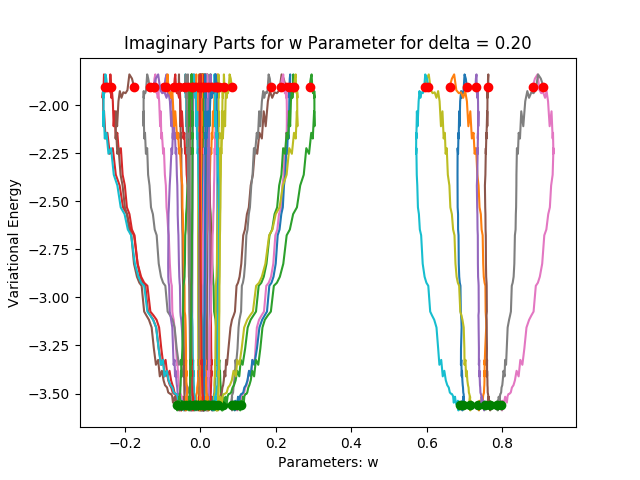 Imaginary Parts for w Parameter for delta = 0.20
Variational Energy
−2.00
−2.25
−2.50
−2.75
−3.00
−3.25
−3.50
−0.2 0.0 0.2 0.4 0.6 0.8
Parameters: w